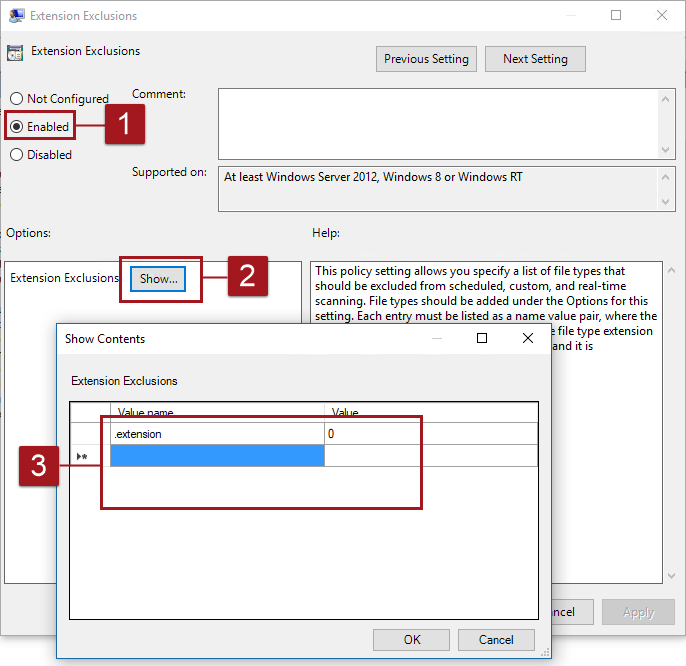 Extension Exclusions
Extension Exclusions
Previous Setting
Next Setting
Not Configured
Comment:
Enabled
1
Disabled
Supported on:
At least Windows Server 2012, Windows 8 or Windows RT
Options:
Help:
Extension Exclusions
Show...
2
This policy setting allows you specify a list of file types that
should be excluded from scheduled, custom, and real-time
scanning. File types should be added under the Options for this
setting. Each entry must be listed as a name value pair, where the
file type extension
and it is
Show Contents
Extension Exclusions
Value name
Value
.extension
0
3
OK
Cancel
Apply